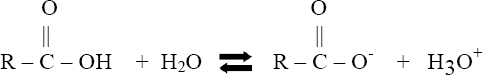 O O
|| ||
R – C – OH + H₂O ⇌ R – C – O⁻ + H₃O⁺